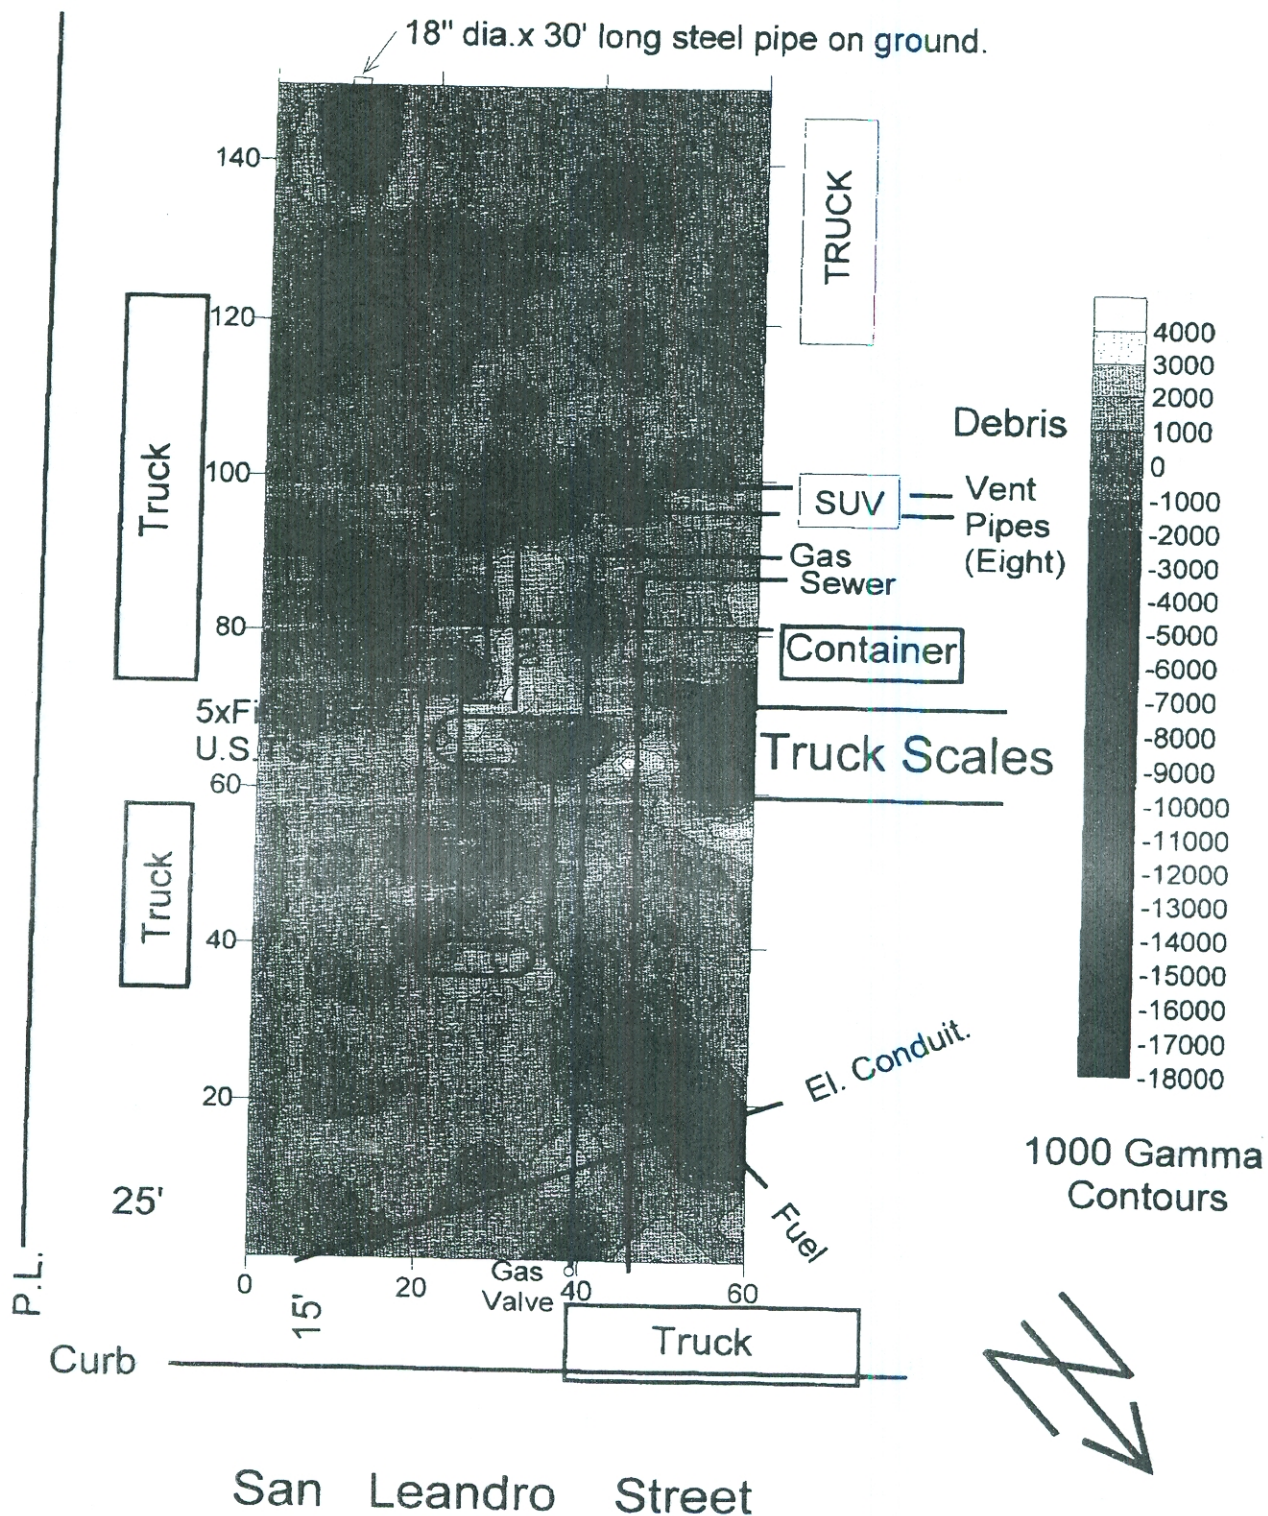 18" dia.x 30' long steel pipe on ground.
140
TRUCK
120
4000
3000
2000
1000
0
-1000
-2000
-3000
-4000
-5000
-6000
-7000
-8000
-9000
-10000
-11000
-12000
-13000
-14000
-15000
-16000
-17000
-18000
Debris
Truck
100
SUV
Vent
Pipes
(Eight)
Gas
Sewer
80
Container
5xFi
U.S.
Truck Scales
60
Truck
40
El. Conduit.
20
1000 Gamma
Contours
25'
Fuel
P.L.
0
20
40
60
Gas
Valve
15'
Truck
Curb
San Leandro Street